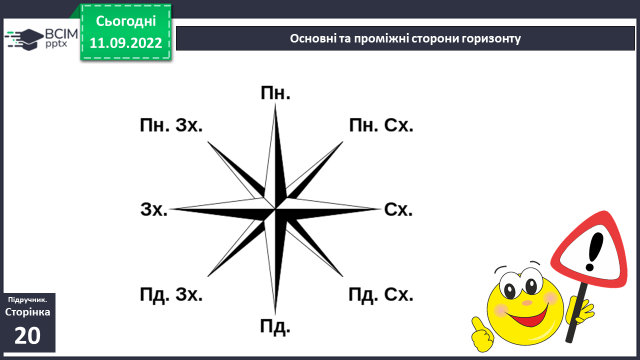 Сьогодні
11.09.2022
BCIM
pptx
Основні та проміжні сторони горизонту
Пн.
Пн. Зх.
Пн. Сх.
Зх.
Сх.
Пд. Зх.
Пд. Сх.
Пд.
Підручник.
Сторінка
20
!